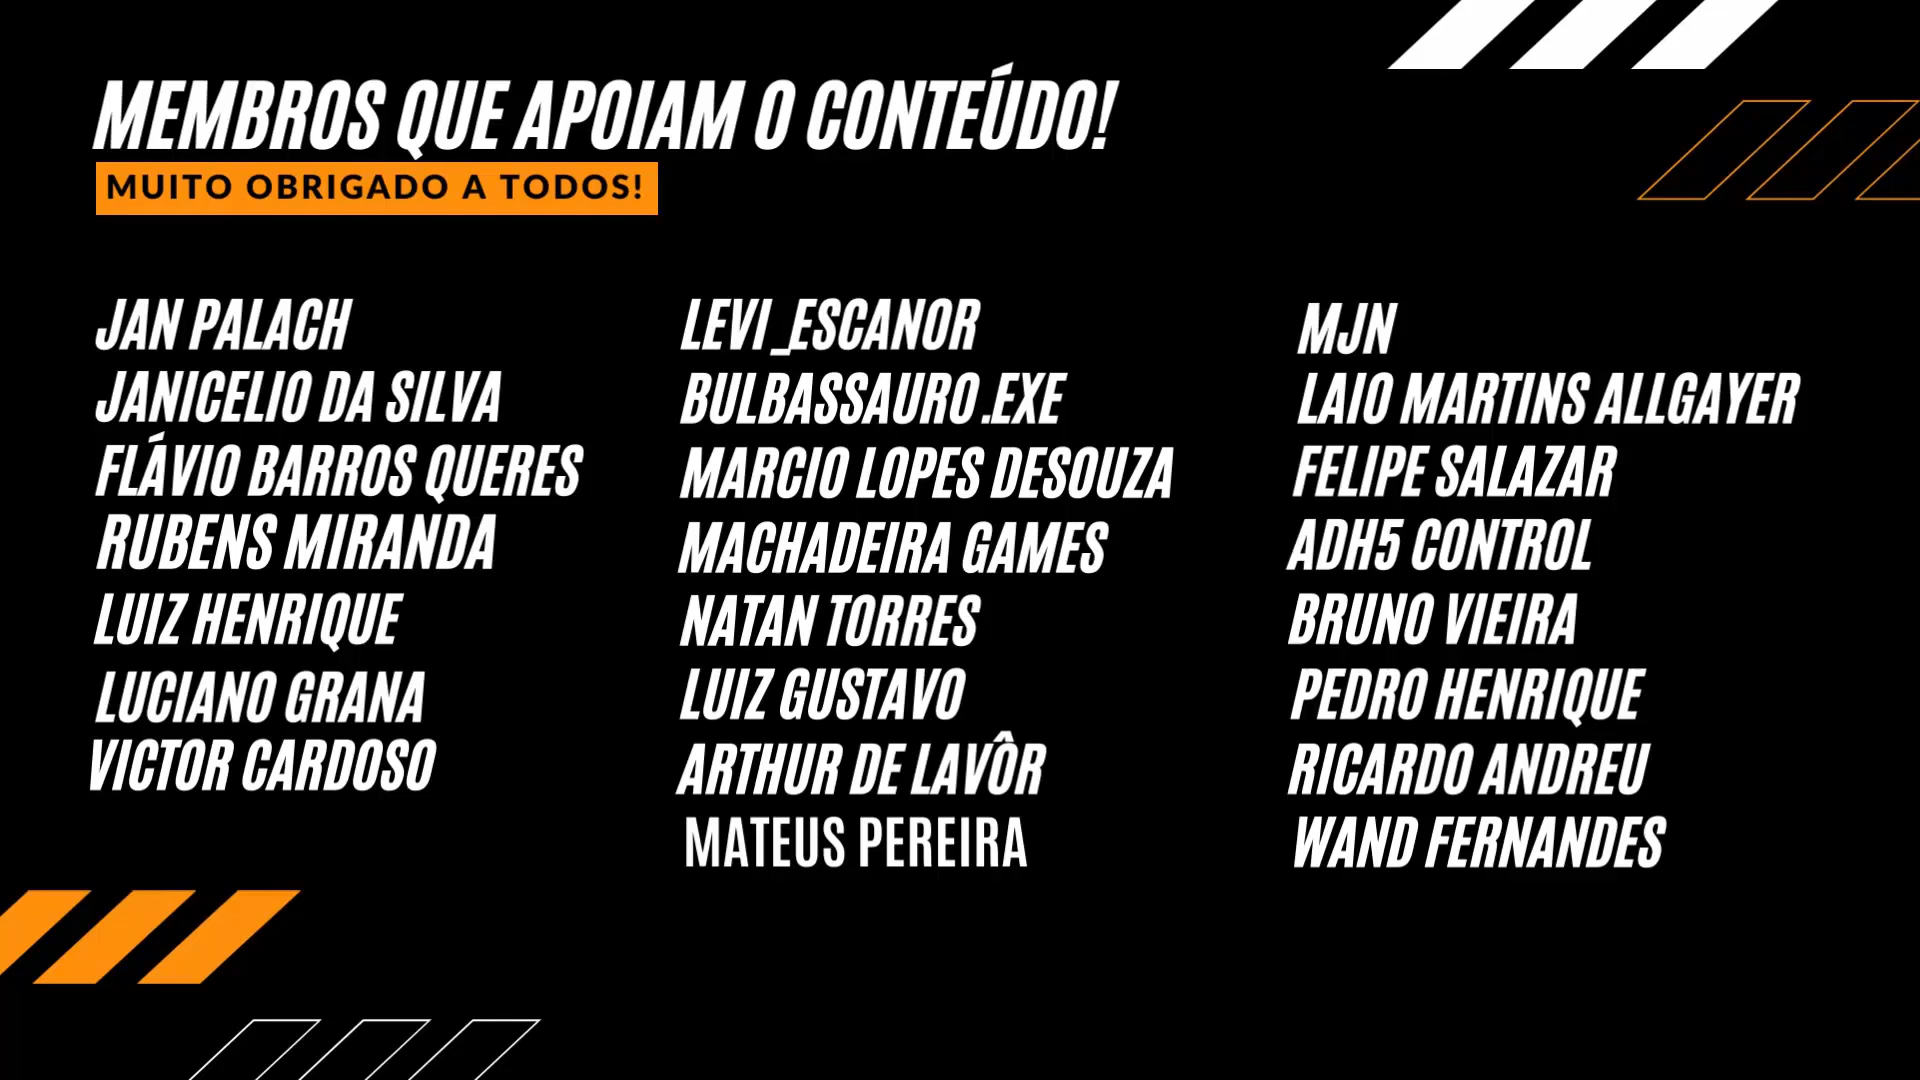 MEMBROS QUE APOIAM O CONTEÚDO!
MUITO OBRIGADO A TODOS!
JAN PALACH
JANICELIO DA SILVA
FLÁVIO BARROS QUERES
RUBENS MIRANDA
LUIZ HENRIQUE
LUCIANO GRANA
VICTOR CARDOSO
LEVI_ESCANOR
BULBASSAURO.EXE
MARCIO LOPES DESOUZA
MACHADEIRA GAMES
NATAN TORRES
LUIZ GUSTAVO
ARTHUR DE LAVÔR
MATEUS PEREIRA
MJN
LAIO MARTINS ALLGAYER
FELIPE SALAZAR
ADH5 CONTROL
BRUNO VIEIRA
PEDRO HENRIQUE
RICARDO ANDREU
WAND FERNANDES